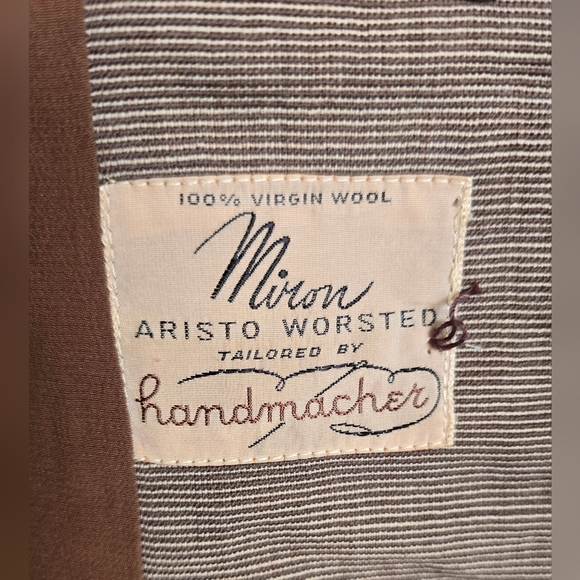 100% VIRGIN WOOL
Miron
ARISTO WORSTED
TAILORED BY
handmacher